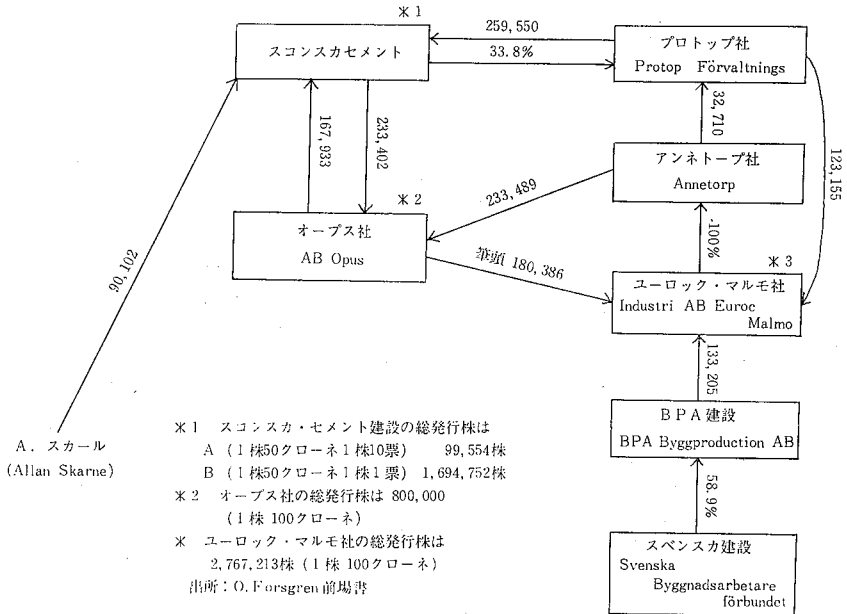 ＊1
スコンスカセメント
259,550
33.8%
プロトップ社
Protop Förvaltnings
32,710
123,155
167,933
233,402
アンネトープ社
Annetorp
233,489
＊2
オープス社
AB Opus
-100%
＊3
筆頭 180,386
ユーロック・マルモ社
Industri AB Euroc
Malmo
90,102
133,205
BPA建設
BPA Byggproduction AB
58.9%
スベンスカ建設
Svenska
Byggnadsarbetare
förbundet
A. スカール
(Allan Skarne)
＊1 スコンスカ・セメント建設の総発行株は
A (1株50クローネ1株10票) 99,554株
B (1株50クローネ1株1票) 1,694,752株
＊2 オープス社の総発行株は 800,000
(1株 100クローネ)
＊ ユーロック・マルモ社の総発行株は
2,767,213株 (1株 100クローネ)
出所：O.Forsgren 前場書